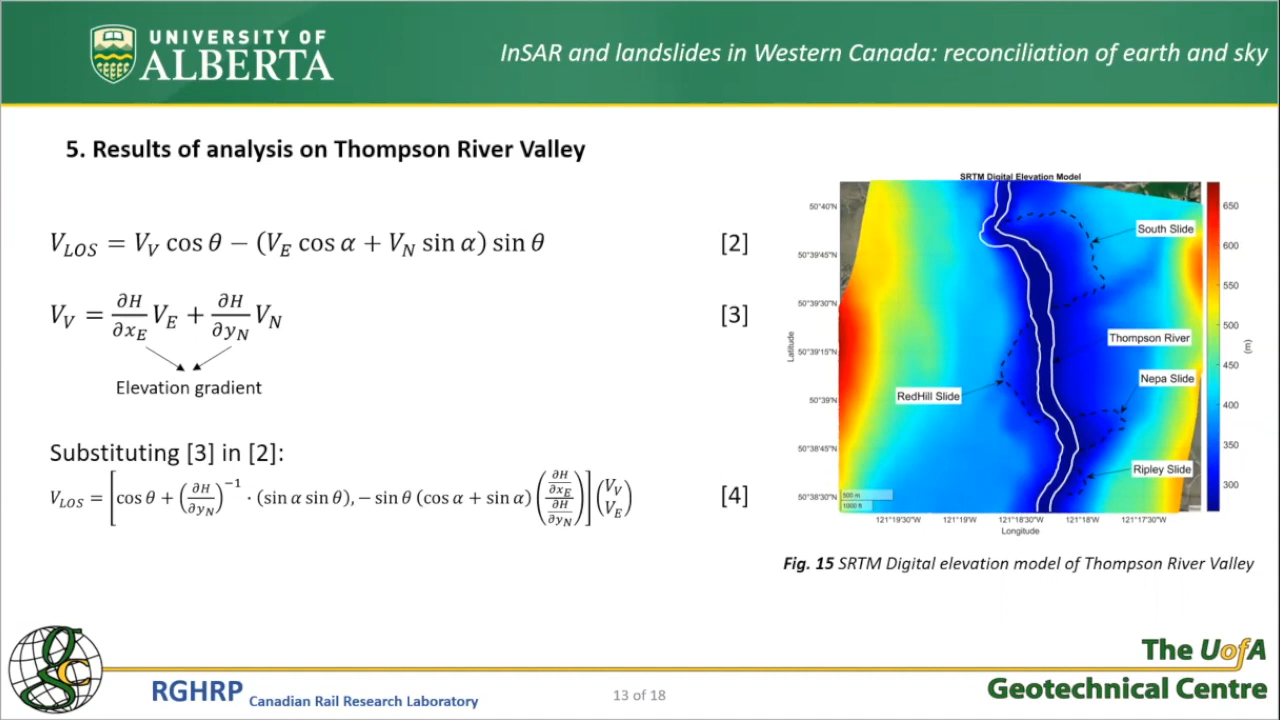 UNIVERSITY OF
ALBERTA
InSAR and landslides in Western Canada: reconciliation of earth and sky
5. Results of analysis on Thompson River Valley
V_LOS = V_V cos θ − (V_E cos α + V_N sin α) sin θ [2]
V_V = ∂H/∂x_E V_E + ∂H/∂y_N V_N [3]
Elevation gradient
Substituting [3] in [2]:
V_LOS = [cos θ + (∂H/∂y_N)^−1 · (sin α sin θ), − sin θ (cos α + sin α) ((∂H/∂x_E)/(∂H/∂y_N))] (V_V V_E) [4]
SRTM Digital Elevation Model
50°40'N
50°39'45"N
50°39'30"N
50°39'15"N
50°39'N
50°38'45"N
50°38'30"N
Latitude
South Slide
Thompson River
Nepa Slide
RedHill Slide
Ripley Slide
500 m
1000 ft
121°19'30"W 121°19'W 121°18'30"W 121°18'W 121°17'30"W
Longitude
650
600
550
500
450
400
350
300
(m)
Fig. 15 SRTM Digital elevation model of Thompson River Valley
gc
RGHRP Canadian Rail Research Laboratory
13 of 18
The UofA
Geotechnical Centre